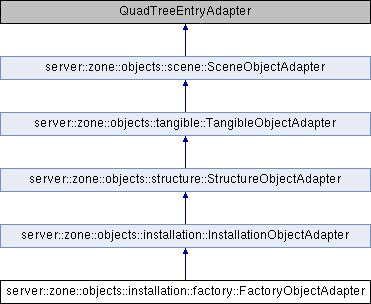 QuadTreeEntryAdapter
server::zone::objects::scene::SceneObjectAdapter
server::zone::objects::tangible::TangibleObjectAdapter
server::zone::objects::structure::StructureObjectAdapter
server::zone::objects::installation::InstallationObjectAdapter
server::zone::objects::installation::factory::FactoryObjectAdapter